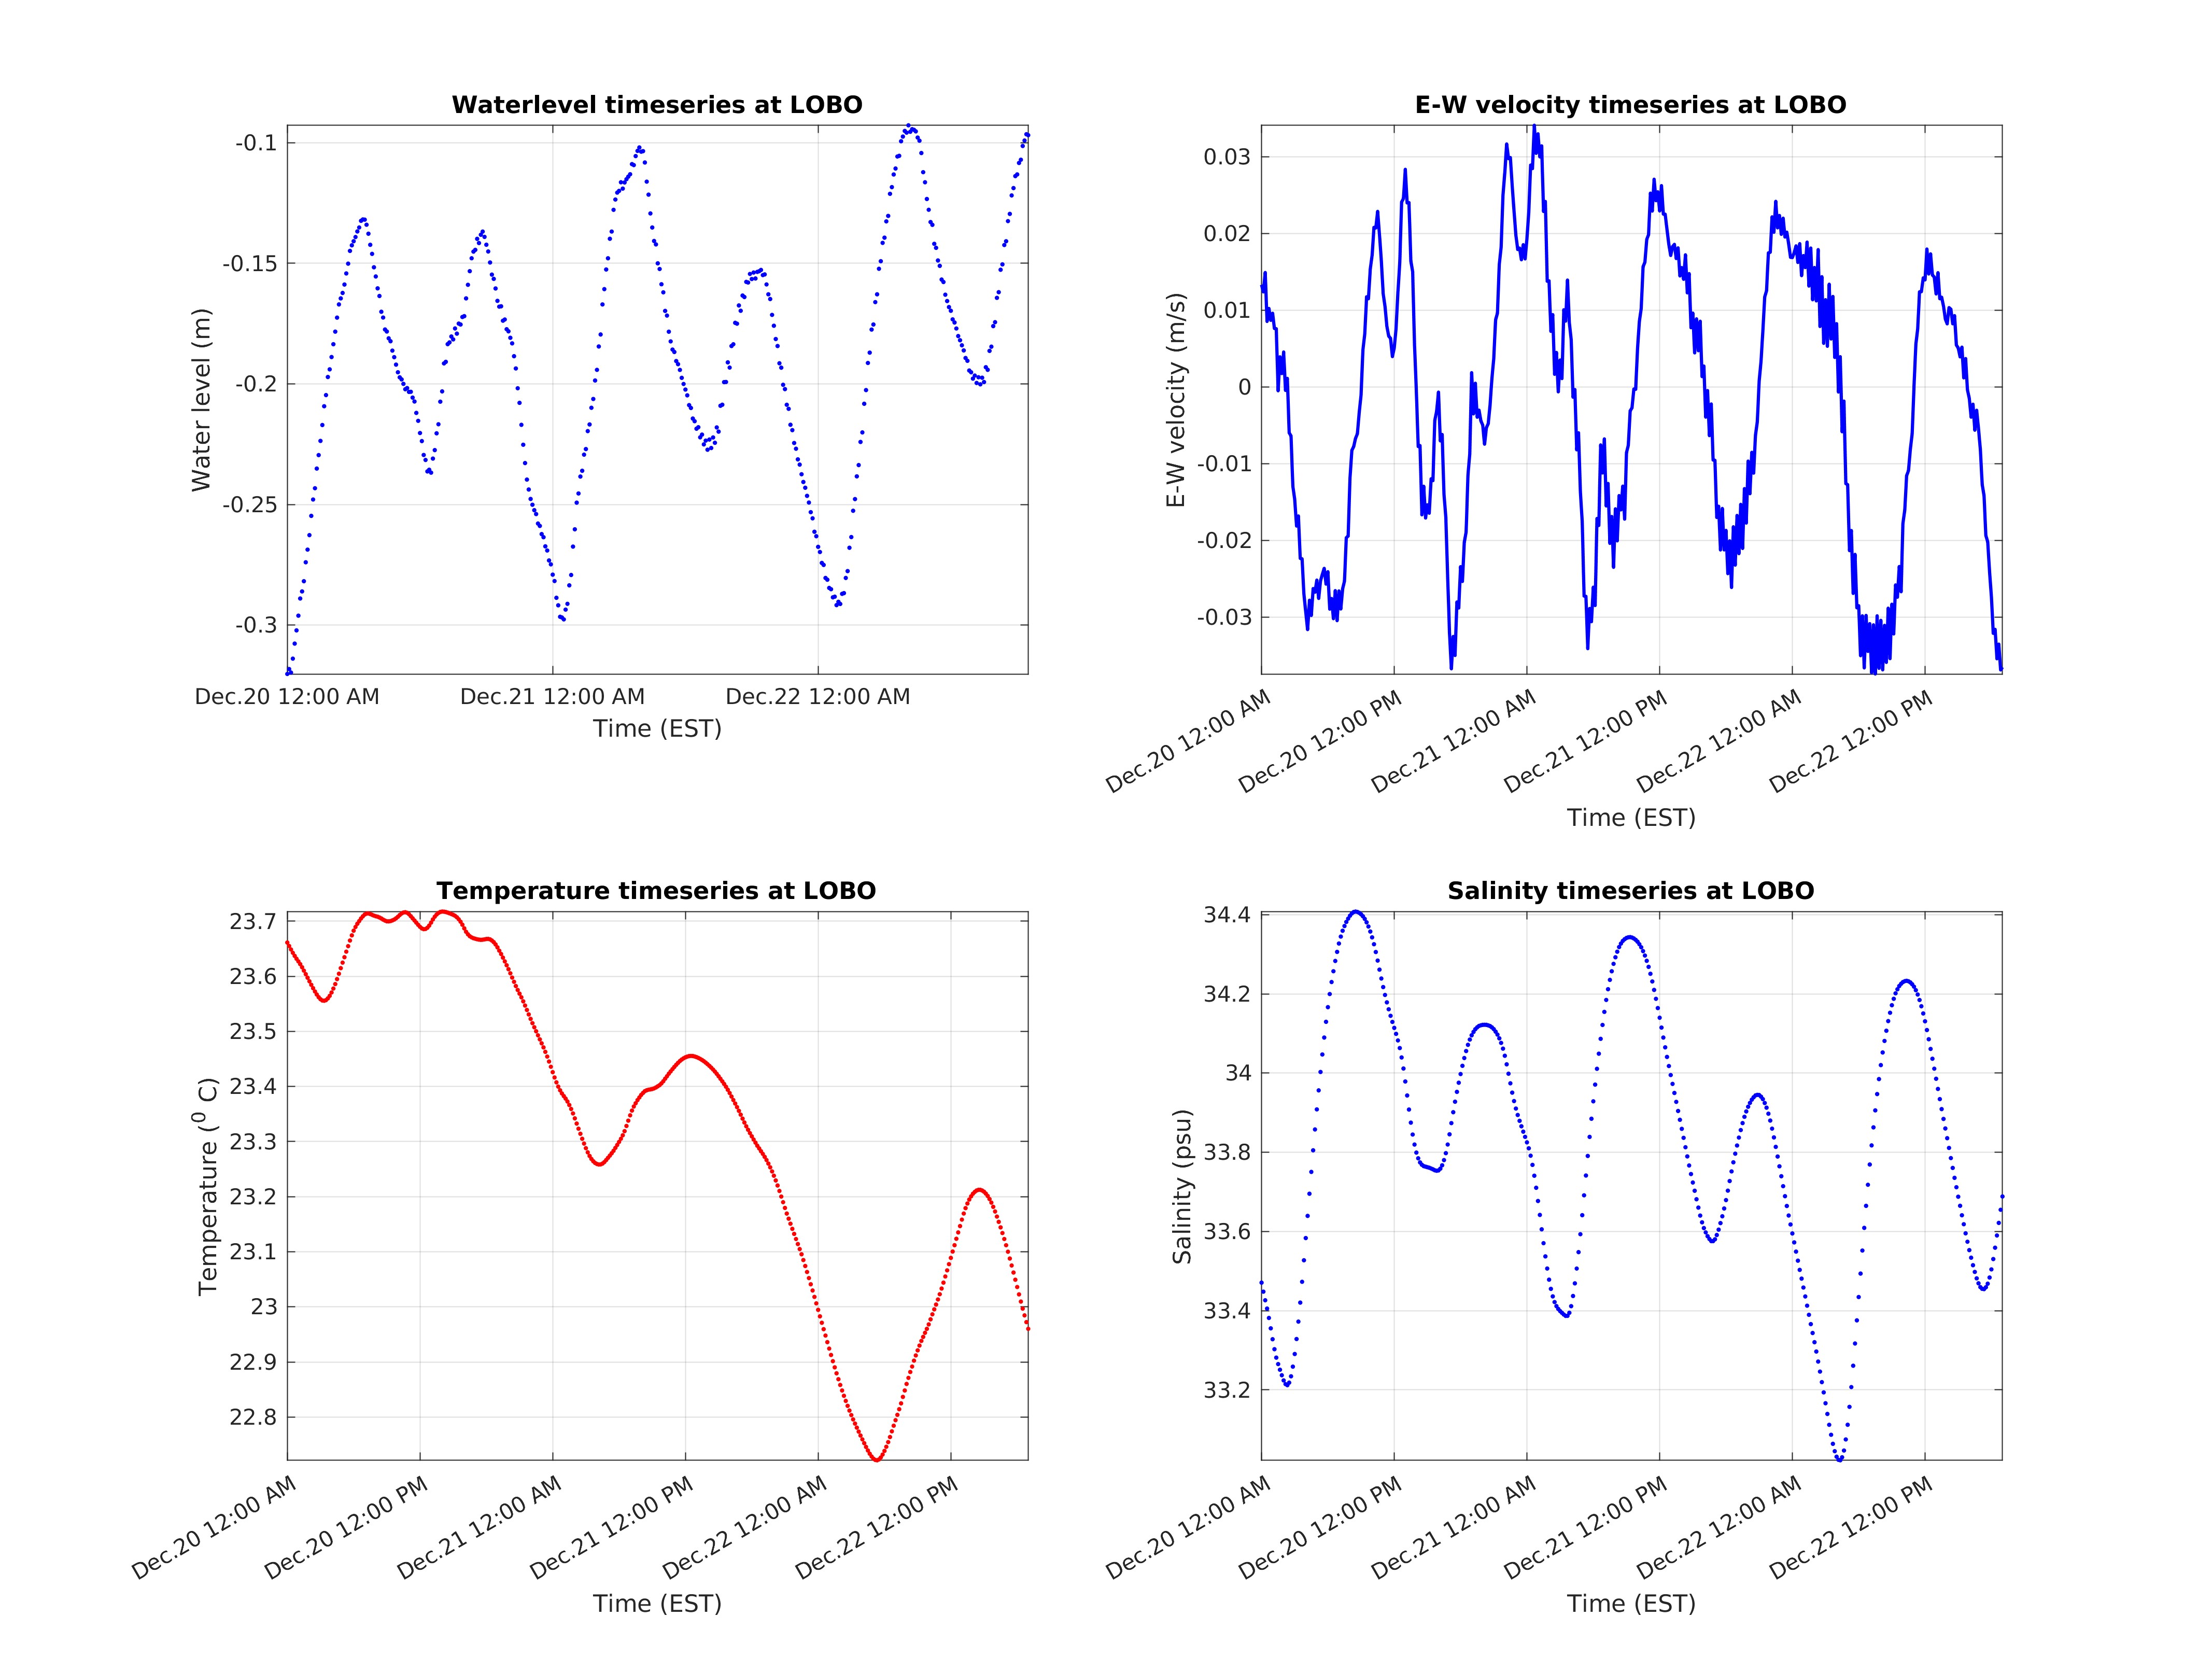 Waterlevel timeseries at LOBO
-0.1
-0.15
-0.2
-0.25
-0.3
Water level (m)
Dec.20 12:00 AM
Dec.21 12:00 AM
Dec.22 12:00 AM
Time (EST)
E-W velocity timeseries at LOBO
0.03
0.02
0.01
0
-0.01
-0.02
-0.03
E-W velocity (m/s)
Dec.20 12:00 AM
Dec.20 12:00 PM
Dec.21 12:00 AM
Dec.21 12:00 PM
Dec.22 12:00 AM
Dec.22 12:00 PM
Time (EST)
Temperature timeseries at LOBO
23.7
23.6
23.5
23.4
23.3
23.2
23.1
23
22.9
22.8
Temperature (⁰ C)
Dec.20 12:00 AM
Dec.20 12:00 PM
Dec.21 12:00 AM
Dec.21 12:00 PM
Dec.22 12:00 AM
Dec.22 12:00 PM
Time (EST)
Salinity timeseries at LOBO
34.4
34.2
34
33.8
33.6
33.4
33.2
Salinity (psu)
Dec.20 12:00 AM
Dec.20 12:00 PM
Dec.21 12:00 AM
Dec.21 12:00 PM
Dec.22 12:00 AM
Dec.22 12:00 PM
Time (EST)